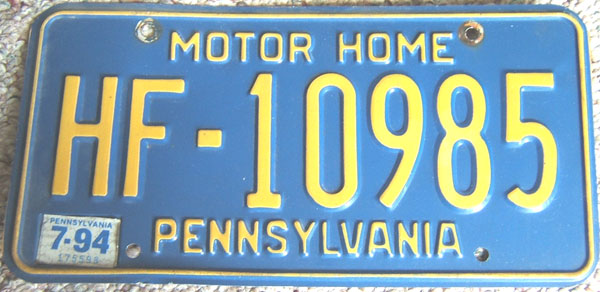 MOTOR HOME
HF-10985
PENNSYLVANIA
PENNSYLVANIA
7-94